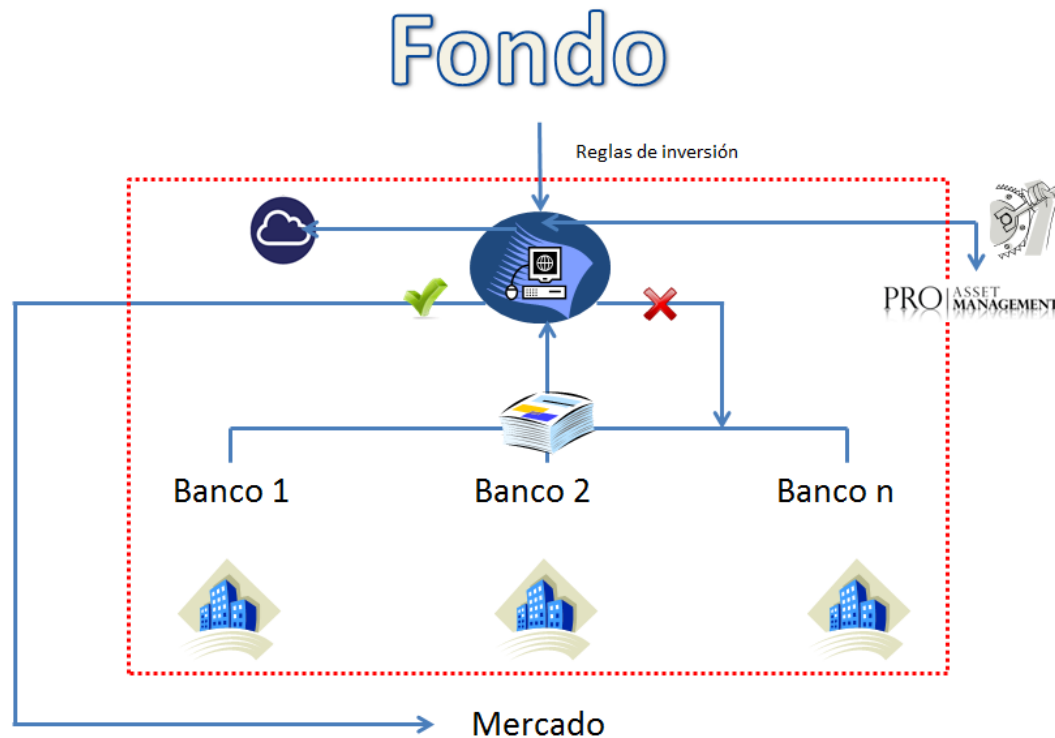 Fondo
Reglas de inversión
PRO ASSET
MANAGEMENT
Banco 1
Banco 2
Banco n
Mercado